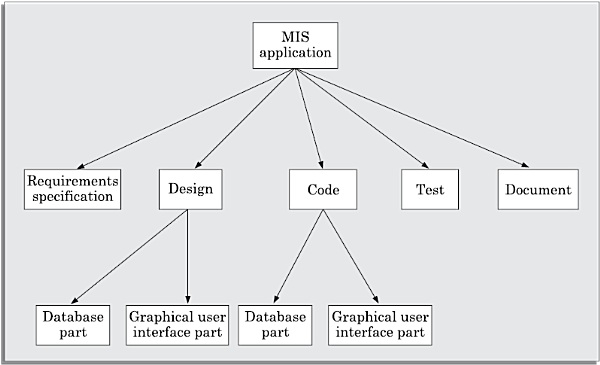 MIS
application
Requirements
specification
Design
Code
Test
Document
Database
part
Graphical user
interface part
Database
part
Graphical user
interface part